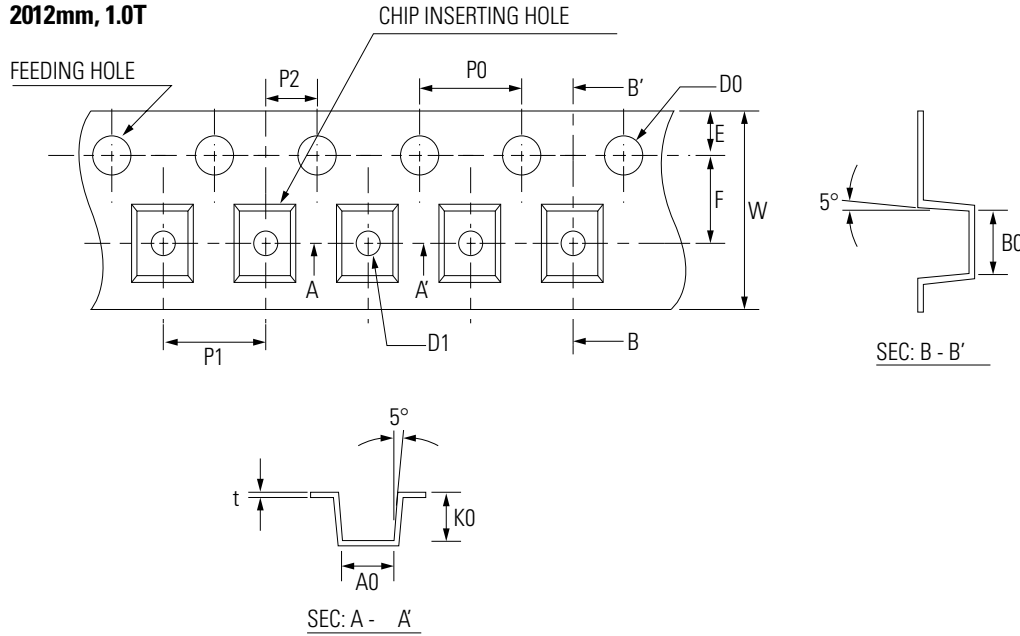 2012mm, 1.0T
CHIP INSERTING HOLE
FEEDING HOLE
P2
P0
B′
D0
E
F
W
5°
B0
A
A′
P1
D1
B
SEC: B - B′
5°
t
K0
A0
SEC: A - A′